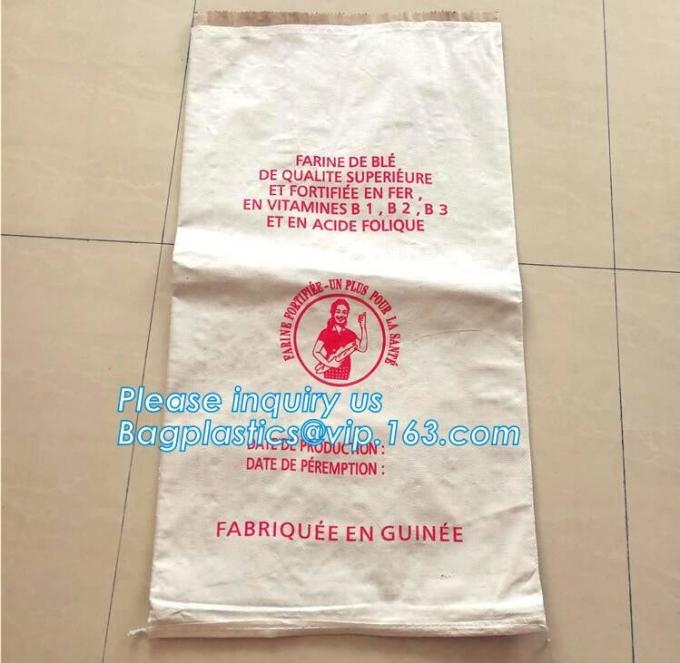 FARINE DE BLÉ
DE QUALITE SUPERIÉURE
ET FORTIFIÉE EN FER ,
EN VITAMINES B 1 , B 2 , B 3
ET EN ACIDE FOLIQUE
FARINE FORTIFIÉE - UN PLUS POUR LA SANTÉ
Please inquiry us
Bagplastics@vip.163.com
DATE DE PRODUCTION :
DATE DE PÉREMPTION :
FABRIQUÉE EN GUINÉE